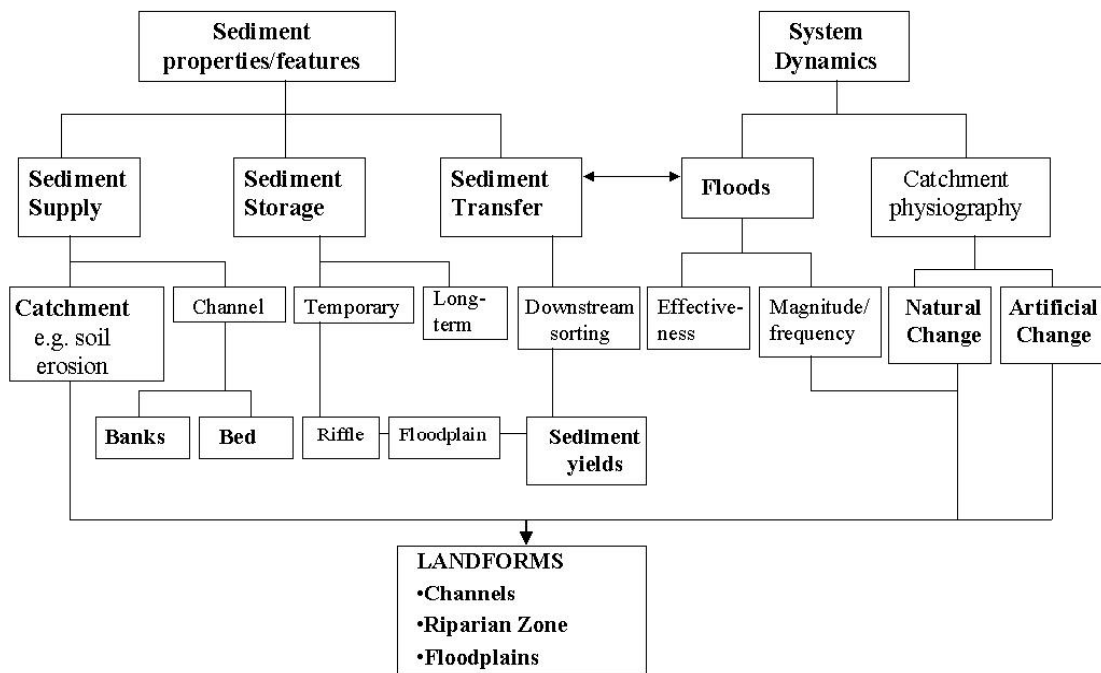 Sediment
properties/features
System
Dynamics
Sediment
Supply
Sediment
Storage
Sediment
Transfer
Floods
Catchment
physiography
Catchment
e.g. soil
erosion
Channel
Temporary
Long-
term
Downstream
sorting
Effective-
ness
Magnitude/
frequency
Natural
Change
Artificial
Change
Banks
Bed
Riffle
Floodplain
Sediment
yields
LANDFORMS
•Channels
•Riparian Zone
•Floodplains